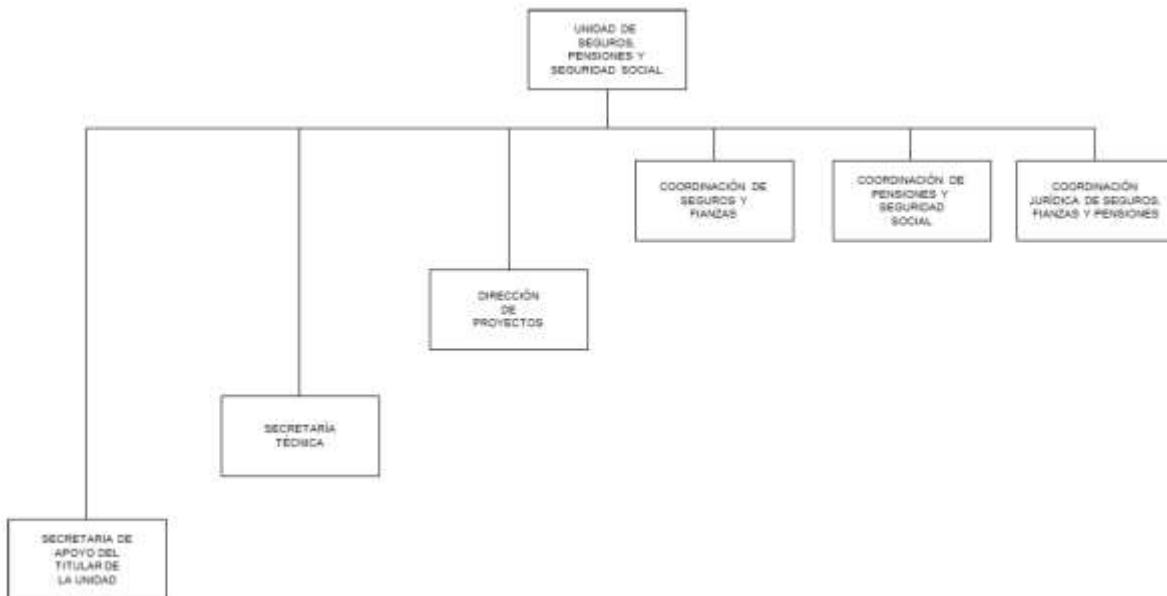 UNIDAD DE
SEGUROS,
PENSIONES Y
SEGURIDAD SOCIAL
COORDINACIÓN DE
SEGUROS Y
FIANZAS
COORDINACIÓN DE
PENSIONES Y
SEGURIDAD
SOCIAL
COORDINACIÓN
JURÍDICA DE SEGUROS,
FIANZAS Y PENSIONES
DIRECCIÓN
DE
PROYECTOS
SECRETARÍA
TÉCNICA
SECRETARIA DE
APOYO DEL
TITULAR DE
LA UNIDAD